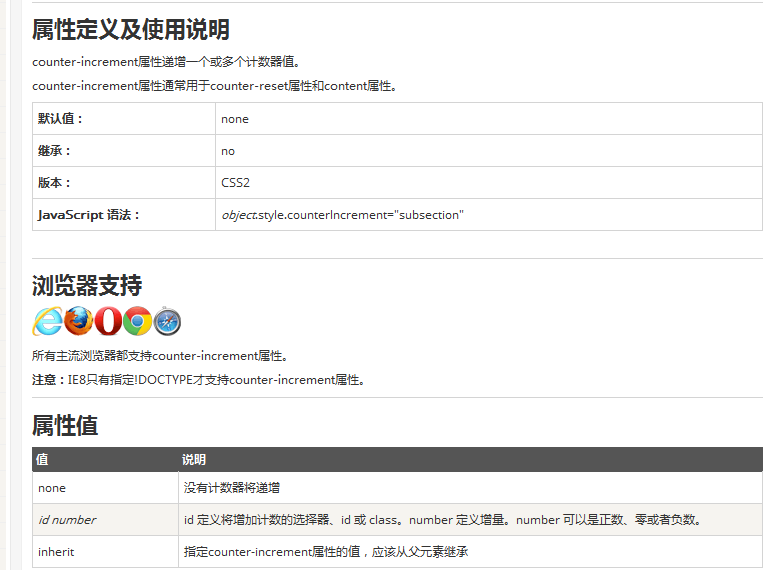 属性定义及使用说明
counter-increment属性递增一个或多个计数器值。
counter-increment属性通常用于counter-reset属性和content属性。
默认值： none
继承： no
版本： CSS2
JavaScript 语法： object.style.counterIncrement="subsection"
浏览器支持
所有主流浏览器都支持counter-increment属性。
注意：IE8只有指定!DOCTYPE才支持counter-increment属性。
属性值
值 说明
none 没有计数器将递增
id number id 定义将增加计数的选择器、id 或 class。number 定义增量。number 可以是正数、零或者负数。
inherit 指定counter-increment属性的值，应该从父元素继承